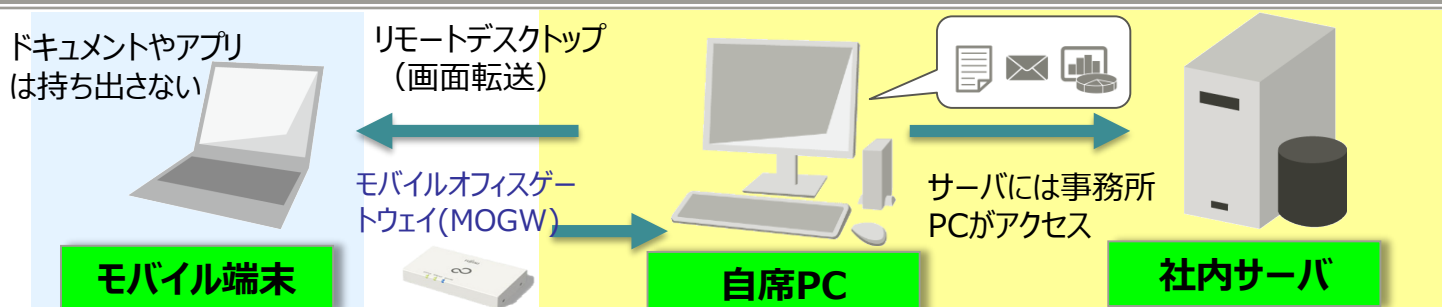 ドキュメントやアプリ
は持ち出さない
リモートデスクトップ
(画面転送)
モバイルオフィスゲー
トウェイ(MOGW)
サーバには事務所
PCがアクセス
モバイル端末
自席PC
社内サーバ